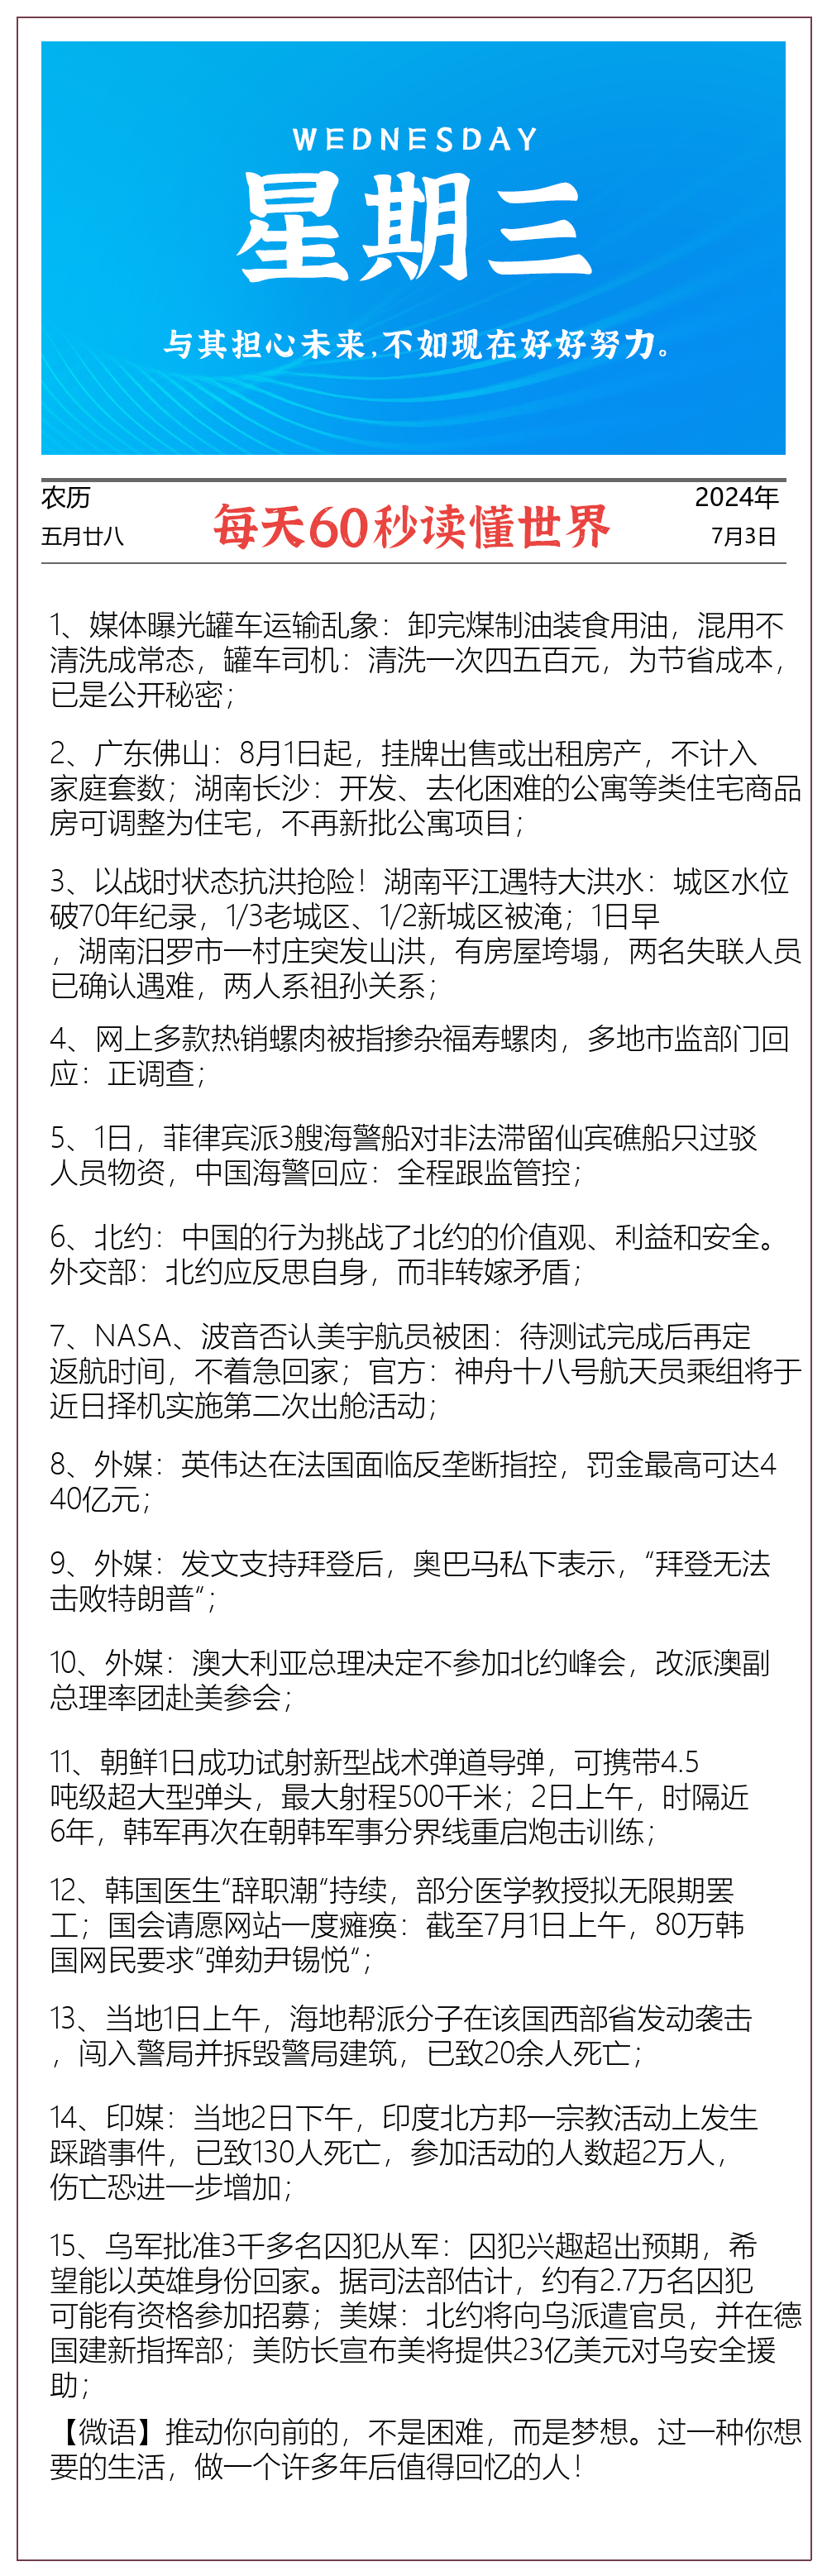 WEDNESDAY
星期三
与其担心未来,不如现在好好努力。
农历
2024年
每天60秒读懂世界
五月廿八
7月3日
1、媒体曝光罐车运输乱象：卸完煤制油装食用油，混用不
清洗成常态，罐车司机：清洗一次四五百元，为节省成本，
已是公开秘密；
2、广东佛山：8月1日起，挂牌出售或出租房产，不计入
家庭套数；湖南长沙：开发、去化困难的公寓等类住宅商品
房可调整为住宅，不再新批公寓项目；
3、以战时状态抗洪抢险！湖南平江遇特大洪水：城区水位
破70年纪录，1/3老城区、1/2新城区被淹；1日早
，湖南汨罗市一村庄突发山洪，有房屋垮塌，两名失联人员
已确认遇难，两人系祖孙关系；
4、网上多款热销螺肉被指掺杂福寿螺肉，多地市监部门回
应：正调查；
5、1日，菲律宾派3艘海警船对非法滞留仙宾礁船只过驳
人员物资，中国海警回应：全程跟监管控；
6、北约：中国的行为挑战了北约的价值观、利益和安全。
外交部：北约应反思自身，而非转嫁矛盾；
7、NASA、波音否认美宇航员被困：待测试完成后再定
返航时间，不着急回家；官方：神舟十八号航天员乘组将于
近日择机实施第二次出舱活动；
8、外媒：英伟达在法国面临反垄断指控，罚金最高可达4
40亿元；
9、外媒：发文支持拜登后，奥巴马私下表示，“拜登无法
击败特朗普“；
10、外媒：澳大利亚总理决定不参加北约峰会，改派澳副
总理率团赴美参会；
11、朝鲜1日成功试射新型战术弹道导弹，可携带4.5
吨级超大型弹头，最大射程500千米；2日上午，时隔近
6年，韩军再次在朝韩军事分界线重启炮击训练；
12、韩国医生“辞职潮“持续，部分医学教授拟无限期罢
工；国会请愿网站一度瘫痪：截至7月1日上午，80万韩
国网民要求“弹劾尹锡悦“；
13、当地1日上午，海地帮派分子在该国西部省发动袭击
，闯入警局并拆毁警局建筑，已致20余人死亡；
14、印媒：当地2日下午，印度北方邦一宗教活动上发生
踩踏事件，已致130人死亡，参加活动的人数超2万人，
伤亡恐进一步增加；
15、乌军批准3千多名囚犯从军：囚犯兴趣超出预期，希
望能以英雄身份回家。据司法部估计，约有2.7万名囚犯
可能有资格参加招募；美媒：北约将向乌派遣官员，并在德
国建新指挥部；美防长宣布美将提供23亿美元对乌安全援
助；
【微语】推动你向前的，不是困难，而是梦想。过一种你想
要的生活，做一个许多年后值得回忆的人！